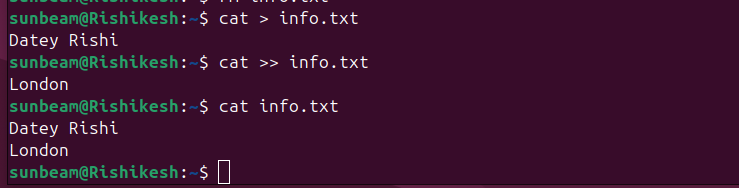 sunbeam@Rishikesh:~$ cat > info.txt
Datey Rishi
sunbeam@Rishikesh:~$ cat >> info.txt
London
sunbeam@Rishikesh:~$ cat info.txt
Datey Rishi
London
sunbeam@Rishikesh:~$